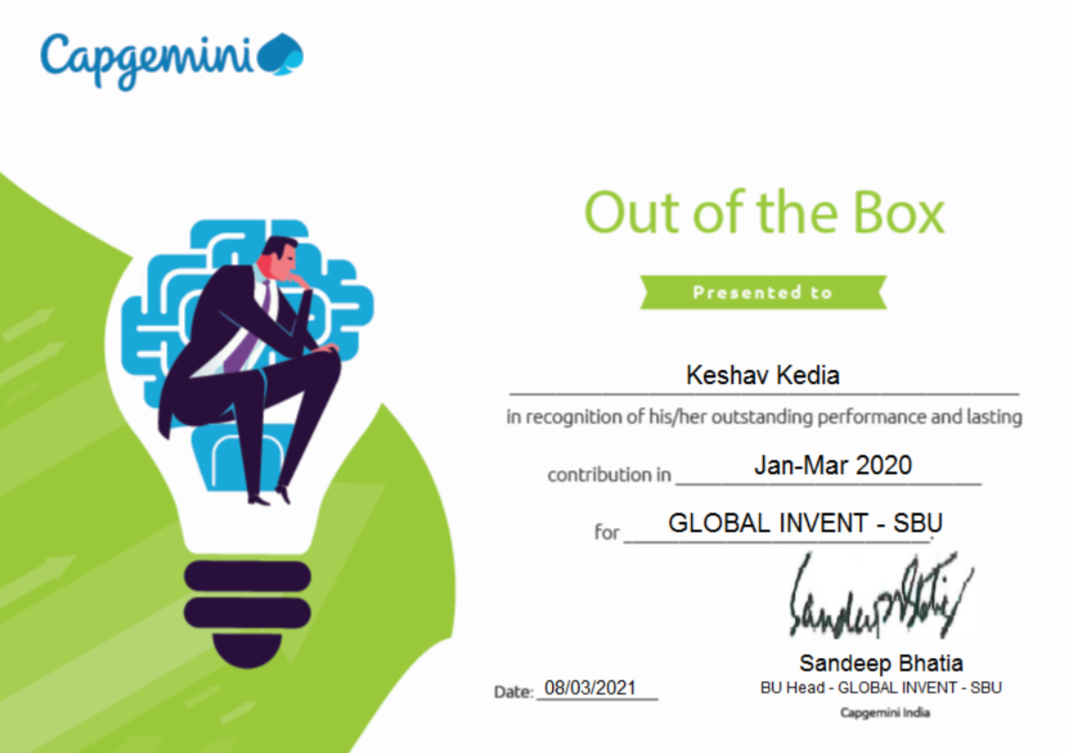 Capgemini
Out of the Box
Presented to
Keshav Kedia
in recognition of his/her outstanding performance and lasting
contribution in Jan-Mar 2020
for GLOBAL INVENT - SBU.
Sandeep Bhatia
Sandeep Bhatia
BU Head - GLOBAL INVENT - SBU
Date: 08/03/2021
Capgemini India